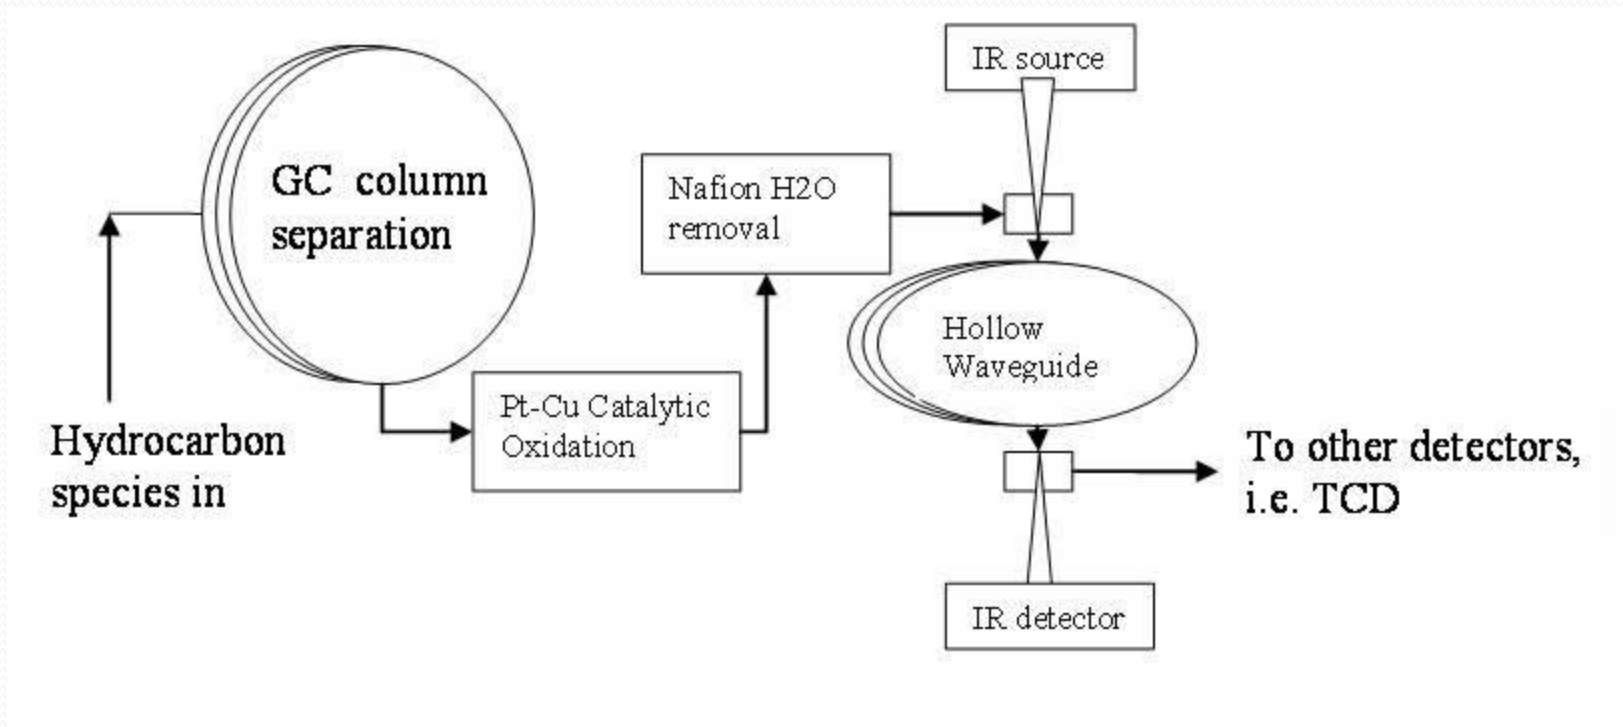 IR source
GC column
separation
Nafion H2O
removal
Hollow
Waveguide
Pt-Cu Catalytic
Oxidation
Hydrocarbon
species in
To other detectors,
i.e. TCD
IR detector